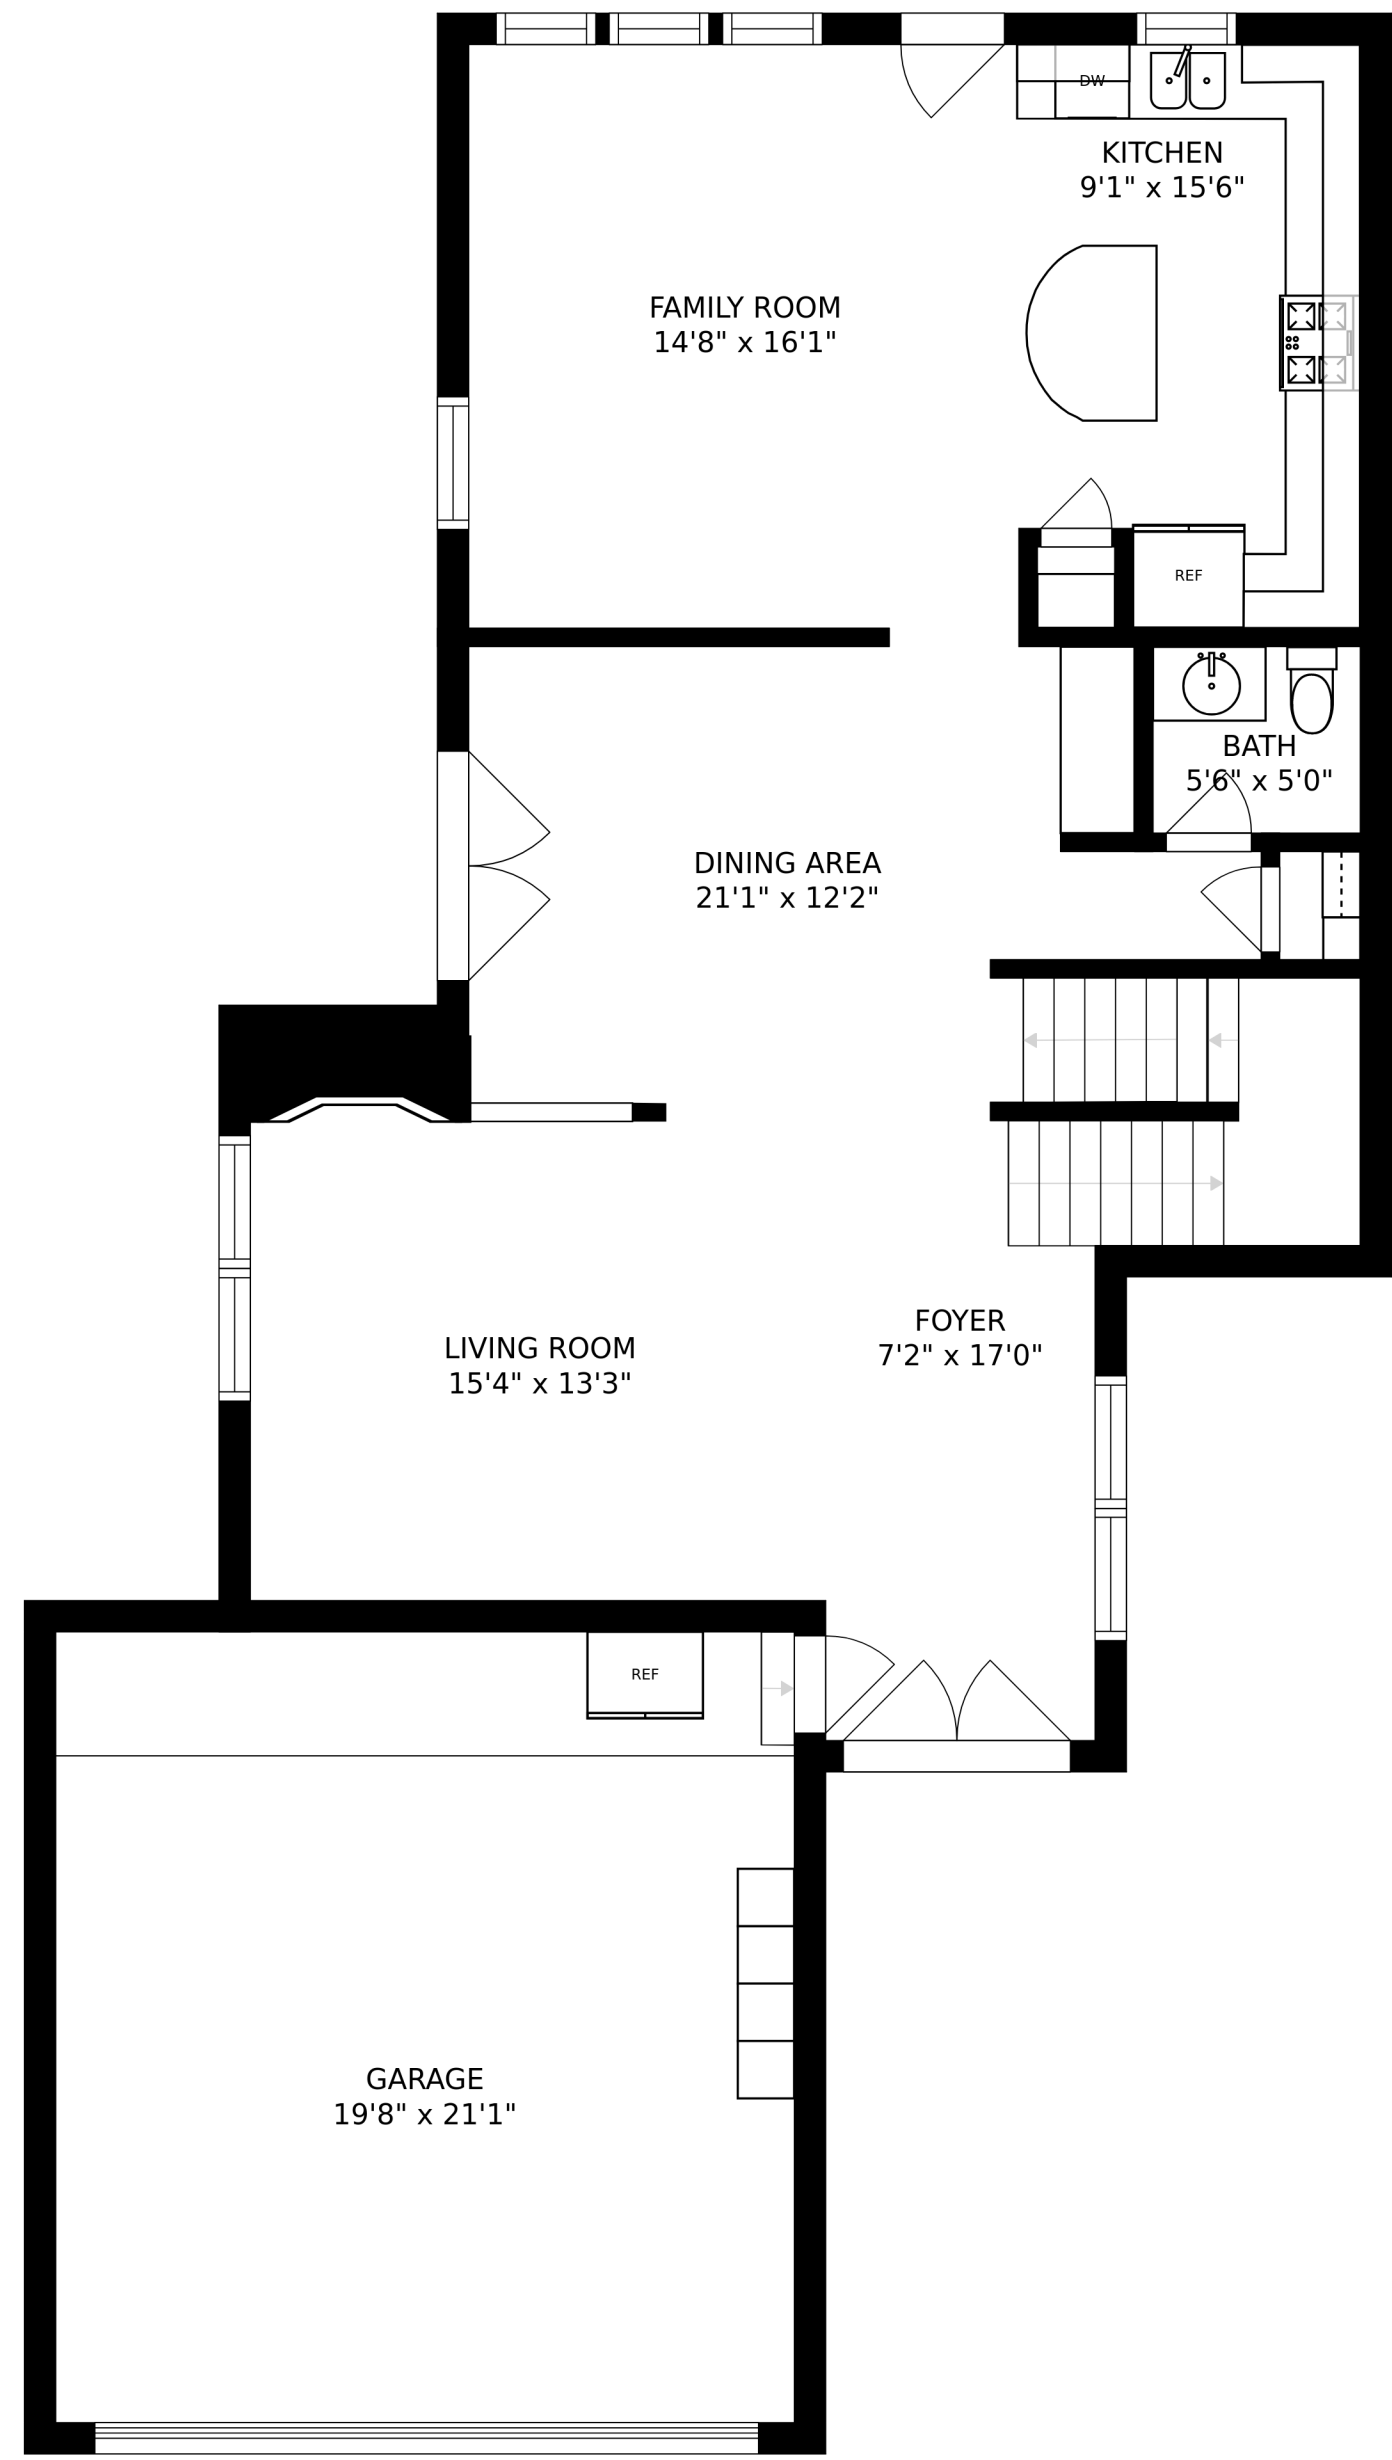 DW
KITCHEN
9'1" x 15'6"
FAMILY ROOM
14'8" x 16'1"
REF
BATH
5'6" x 5'0"
DINING AREA
21'1" x 12'2"
FOYER
7'2" x 17'0"
LIVING ROOM
15'4" x 13'3"
REF
GARAGE
19'8" x 21'1"